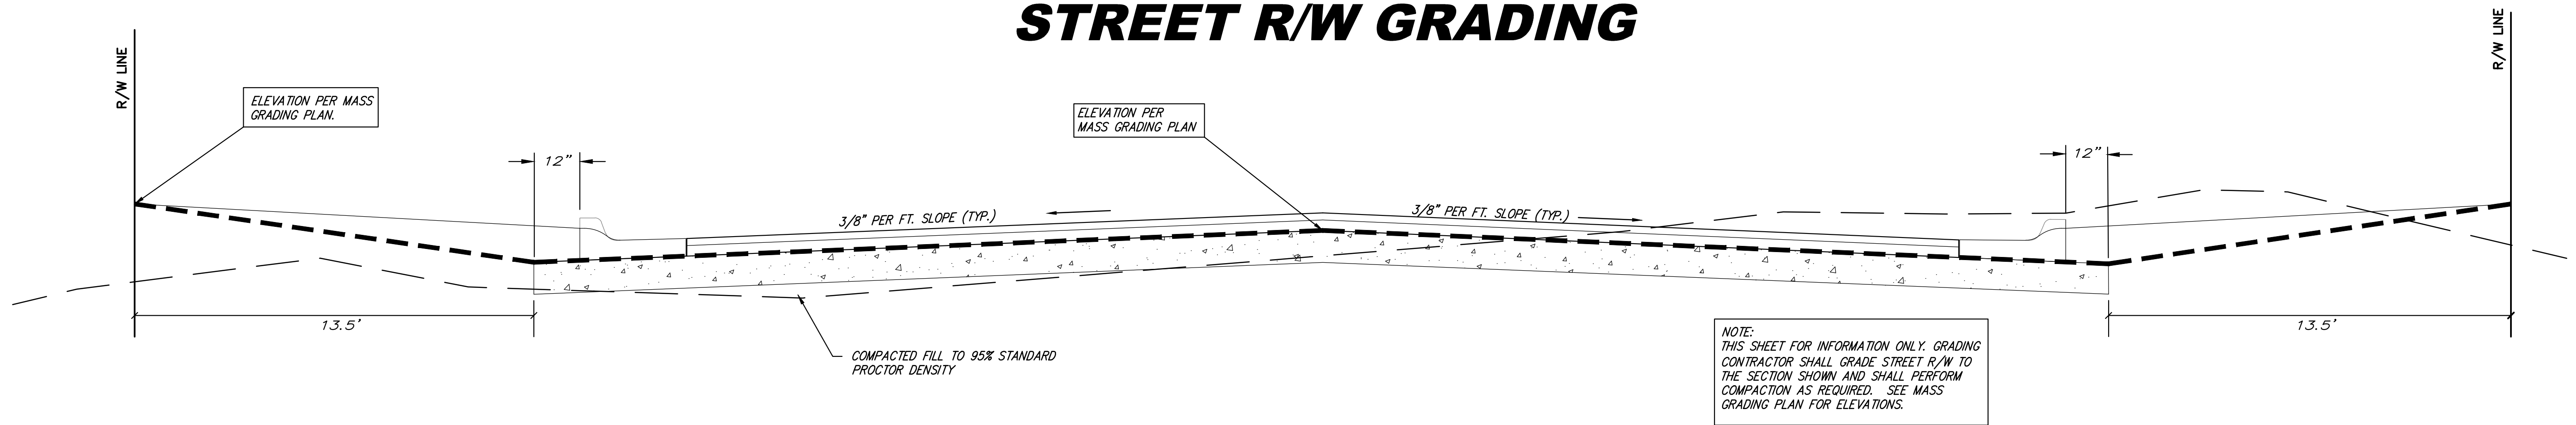 STREET R/W GRADING
R/W LINE
R/W LINE
ELEVATION PER MASS
GRADING PLAN.
ELEVATION PER
MASS GRADING PLAN
12"
12"
3/8" PER FT. SLOPE (TYP.)
3/8" PER FT. SLOPE (TYP.)
13.5'
13.5'
COMPACTED FILL TO 95% STANDARD
PROCTOR DENSITY
NOTE:
THIS SHEET FOR INFORMATION ONLY. GRADING
CONTRACTOR SHALL GRADE STREET R/W TO
THE SECTION SHOWN AND SHALL PERFORM
COMPACTION AS REQUIRED. SEE MASS
GRADING PLAN FOR ELEVATIONS.